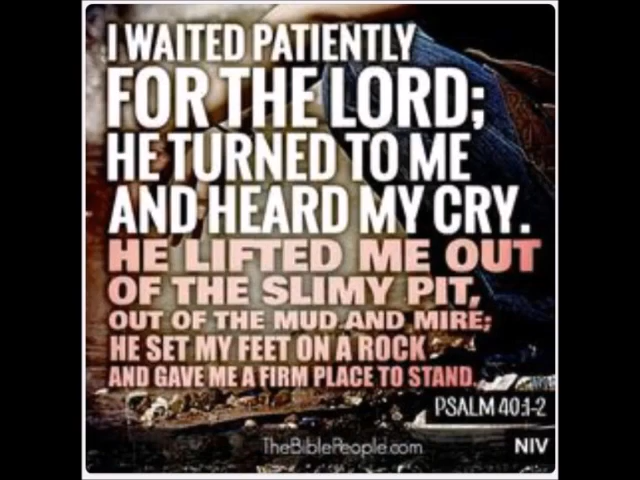 I WAITED PATIENTLY
FOR THE LORD;
HE TURNED TO ME
AND HEARD MY CRY.
HE LIFTED ME OUT
OF THE SLIMY PIT,
OUT OF THE MUD AND MIRE;
HE SET MY FEET ON A ROCK
AND GAVE ME A FIRM PLACE TO STAND.
PSALM 40:1-2
TheBiblePeople.com
NIV